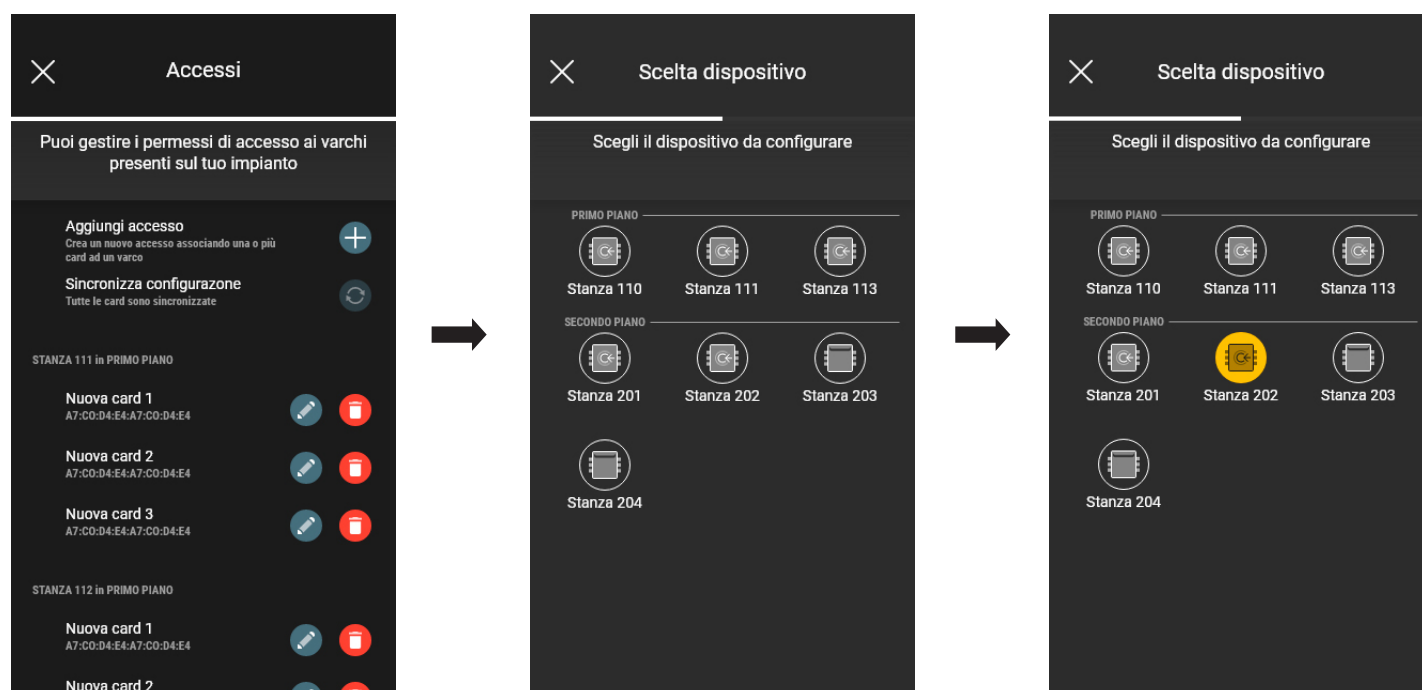 Accessi
Puoi gestire i permessi di accesso ai varchi
presenti sul tuo impianto
Aggiungi accesso
Crea un nuovo accesso associando una o più
card ad un varco
Sincronizza configurazone
Tutte le card sono sincronizzate
STANZA 111 in PRIMO PIANO
Nuova card 1
A7:C0:D4:E4:A7:C0:D4:E4
Nuova card 2
A7:C0:D4:E4:A7:C0:D4:E4
Nuova card 3
A7:C0:D4:E4:A7:C0:D4:E4
STANZA 112 in PRIMO PIANO
Nuova card 1
A7:C0:D4:E4:A7:C0:D4:E4
Nuova card 2
Scelta dispositivo
Scegli il dispositivo da configurare
PRIMO PIANO
Stanza 110 Stanza 111 Stanza 113
SECONDO PIANO
Stanza 201 Stanza 202 Stanza 203
Stanza 204
Scelta dispositivo
Scegli il dispositivo da configurare
PRIMO PIANO
Stanza 110 Stanza 111 Stanza 113
SECONDO PIANO
Stanza 201 Stanza 202 Stanza 203
Stanza 204